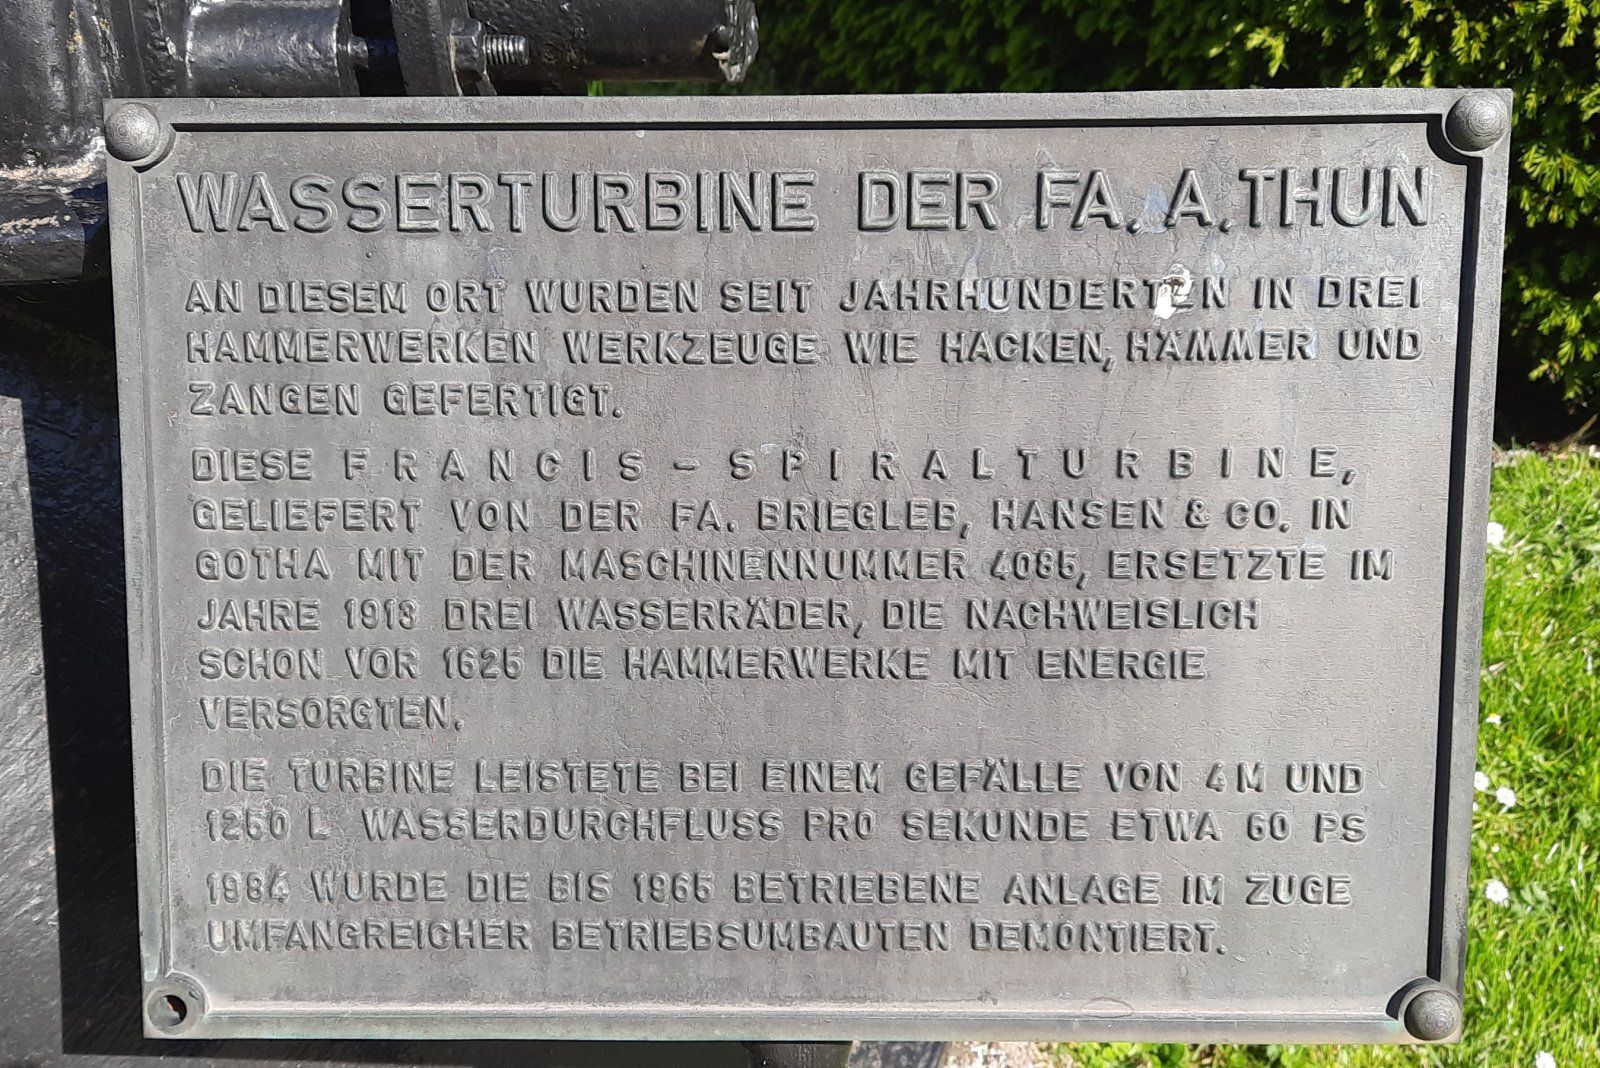 WASSERTURBINE DER FA. A. THUN
AN DIESEM ORT WURDEN SEIT JAHRHUNDERTEN IN DREI
HAMMERWERKEN WERKZEUGE WIE HACKEN, HÄMMER UND
ZANGEN GEFERTIGT.
DIESE FRANCIS-SPIRALTURBINE,
GELIEFERT VON DER FA. BRIEGLEB, HANSEN & CO. IN
GOTHA MIT DER MASCHINENNUMMER 4085, ERSETZTE IM
JAHRE 1913 DREI WASSERRÄDER, DIE NACHWEISLICH
SCHON VOR 1625 DIE HAMMERWERKE MIT ENERGIE
VERSORGTEN.
DIE TURBINE LEISTETE BEI EINEM GEFÄLLE VON 4 M UND
1250 L WASSERDURCHFLUSS PRO SEKUNDE ETWA 60 PS
1984 WURDE DIE BIS 1965 BETRIEBENE ANLAGE IM ZUGE
UMFANGREICHER BETRIEBSUMBAUTEN DEMONTIERT.